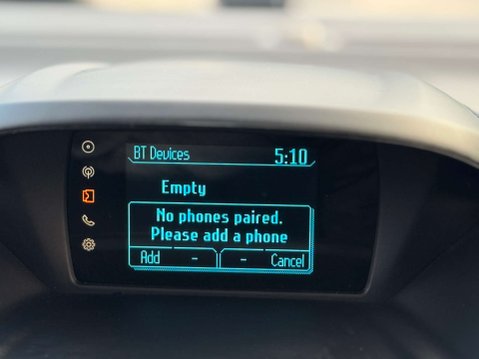 BT Devices 5:10
Empty
No phones paired.
Please add a phone
Add - - Cancel